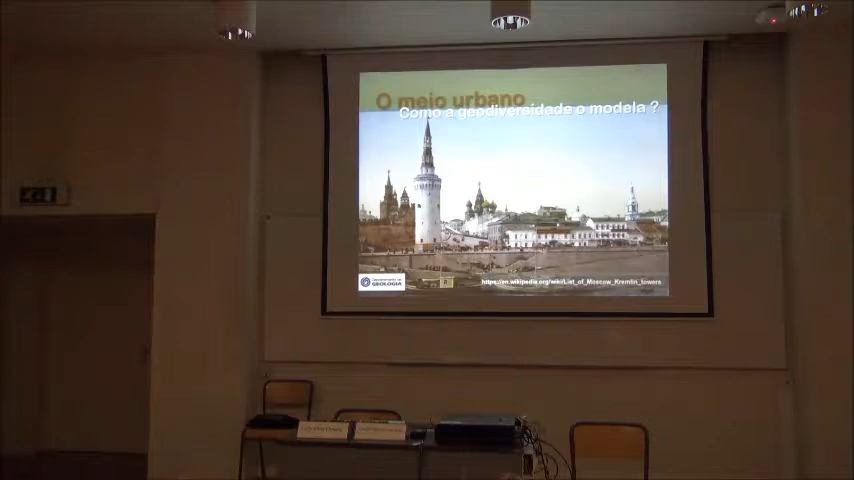 O meio urbano
Como a geodiversidade o modela ?
GEOLOGIA
https://en.wikipedia.org/wiki/List_of_Moscow_Kremlin_towers